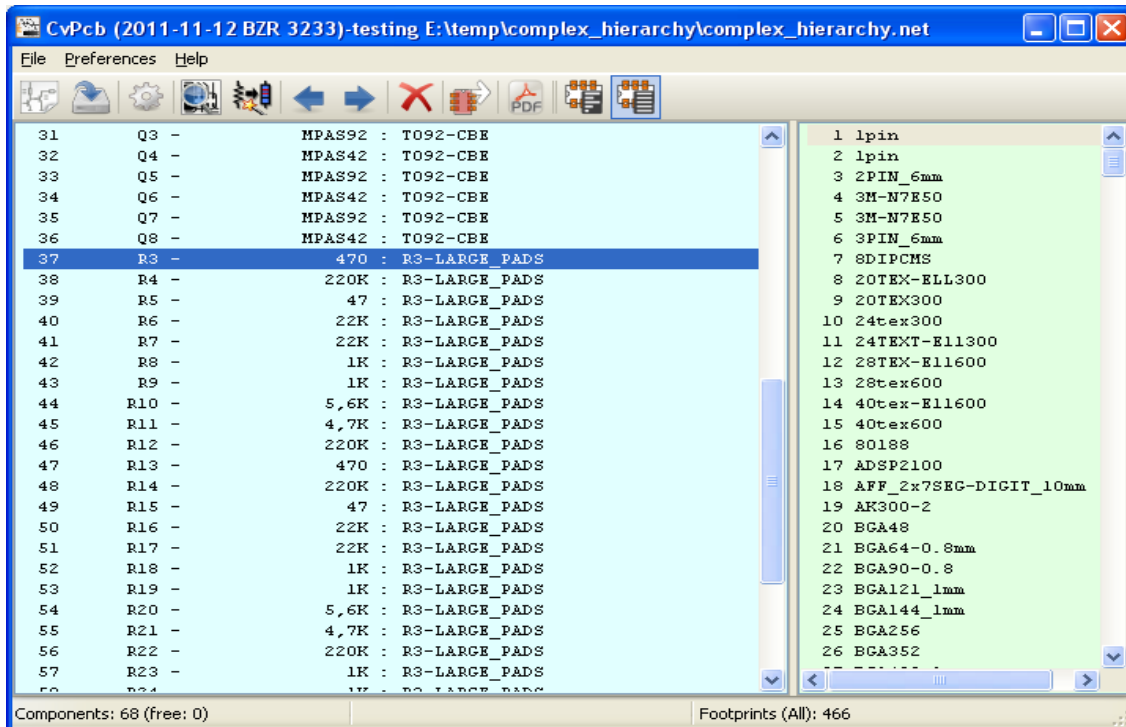 CvPcb (2011-11-12 BZR 3233)-testing E:\temp\complex_hierarchy\complex_hierarchy.net
File Preferences Help
PDF
31 Q3 - MPAS92 : TO92-CBE
32 Q4 - MPAS42 : TO92-CBE
33 Q5 - MPAS92 : TO92-CBE
34 Q6 - MPAS42 : TO92-CBE
35 Q7 - MPAS92 : TO92-CBE
36 Q8 - MPAS42 : TO92-CBE
37 R3 - 470 : R3-LARGE_PADS
38 R4 - 220K : R3-LARGE_PADS
39 R5 - 47 : R3-LARGE_PADS
40 R6 - 22K : R3-LARGE_PADS
41 R7 - 22K : R3-LARGE_PADS
42 R8 - 1K : R3-LARGE_PADS
43 R9 - 1K : R3-LARGE_PADS
44 R10 - 5,6K : R3-LARGE_PADS
45 R11 - 4,7K : R3-LARGE_PADS
46 R12 - 220K : R3-LARGE_PADS
47 R13 - 470 : R3-LARGE_PADS
48 R14 - 220K : R3-LARGE_PADS
49 R15 - 47 : R3-LARGE_PADS
50 R16 - 22K : R3-LARGE_PADS
51 R17 - 22K : R3-LARGE_PADS
52 R18 - 1K : R3-LARGE_PADS
53 R19 - 1K : R3-LARGE_PADS
54 R20 - 5,6K : R3-LARGE_PADS
55 R21 - 4,7K : R3-LARGE_PADS
56 R22 - 220K : R3-LARGE_PADS
57 R23 - 1K : R3-LARGE_PADS
1 1pin
2 1pin
3 2PIN_6mm
4 3M-N7E50
5 3M-N7E50
6 3PIN_6mm
7 8DIPCMS
8 20TEX-ELL300
9 20TEX300
10 24tex300
11 24TEXT-Ell300
12 28TEX-Ell600
13 28tex600
14 40tex-Ell600
15 40tex600
16 80188
17 ADSP2100
18 AFF_2x7SEG-DIGIT_10mm
19 AK300-2
20 BGA48
21 BGA64-0.8mm
22 BGA90-0.8
23 BGA121_1mm
24 BGA144_1mm
25 BGA256
26 BGA352
Components: 68 (free: 0)
Footprints (All): 466